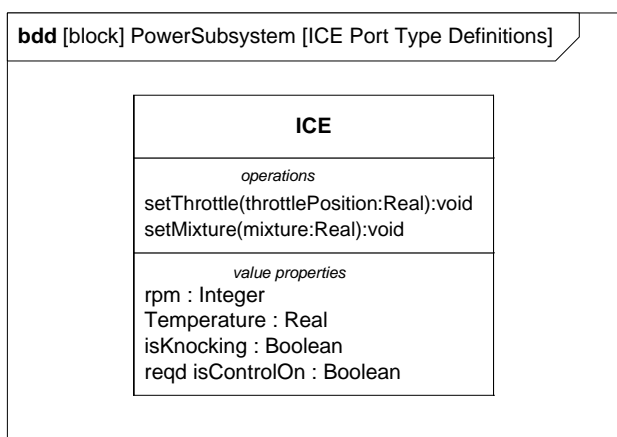 bdd [block] PowerSubsystem [ICE Port Type Definitions]
ICE
operations
setThrottle(throttlePosition:Real):void
setMixture(mixture:Real):void
value properties
rpm : Integer
Temperature : Real
isKnocking : Boolean
reqd isControlOn : Boolean